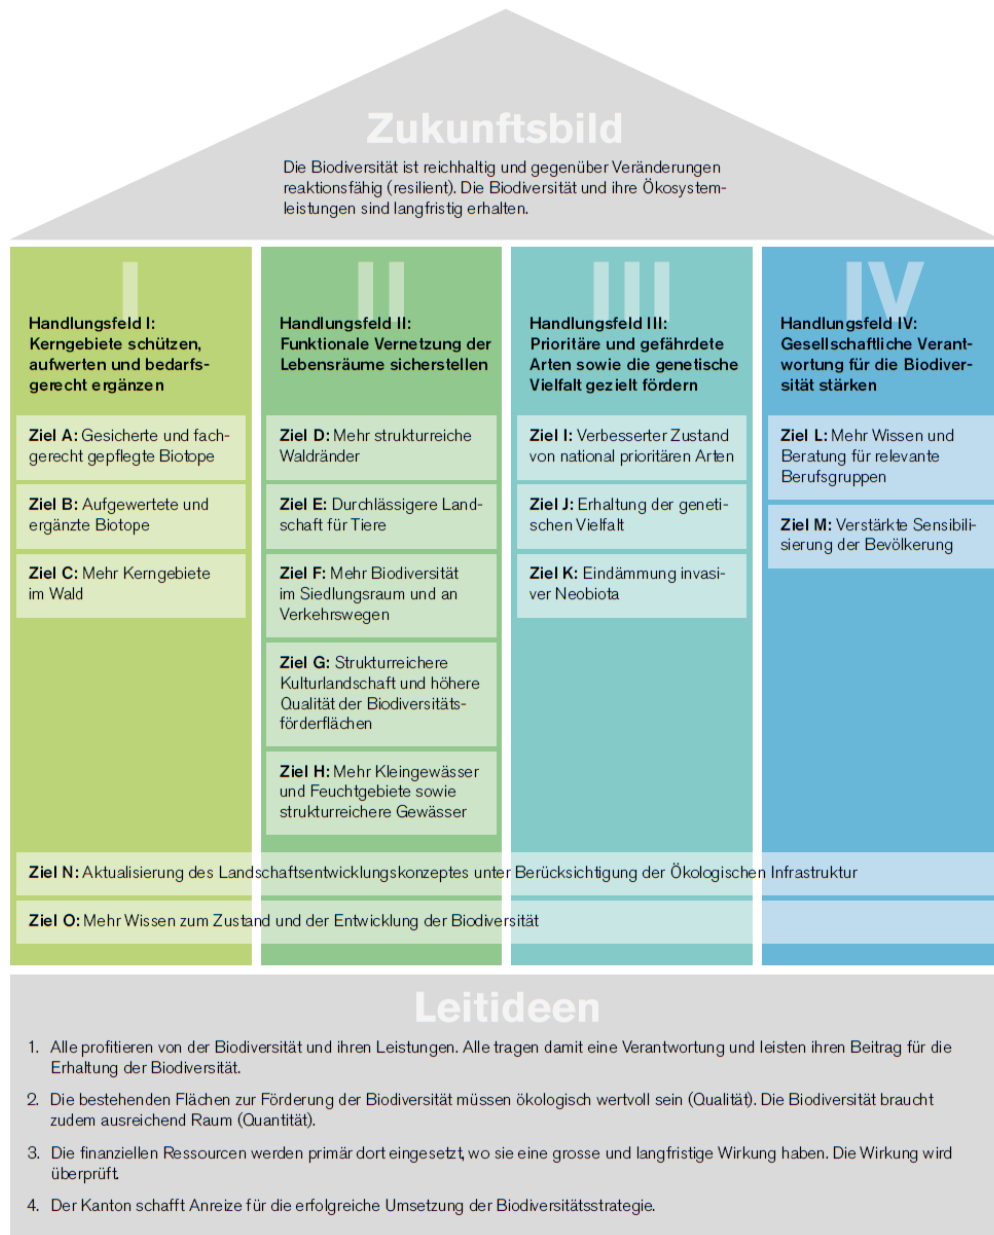 Zukunftsbild
Die Biodiversität ist reichhaltig und gegenüber Veränderungen
reaktionsfähig (resilient). Die Biodiversität und ihre Ökosystem-
leistungen sind langfristig erhalten.
I
Handlungsfeld I:
Kerngebiete schützen,
aufwerten und bedarfs-
gerecht ergänzen
Ziel A: Gesicherte und fach-
gerecht gepflegte Biotope
Ziel B: Aufgewertete und
ergänzte Biotope
Ziel C: Mehr Kerngebiete
im Wald
II
Handlungsfeld II:
Funktionale Vernetzung der
Lebensräume sicherstellen
Ziel D: Mehr strukturreiche
Waldränder
Ziel E: Durchlässigere Land-
schaft für Tiere
Ziel F: Mehr Biodiversität
im Siedlungsraum und an
Verkehrswegen
Ziel G: Strukturreichere
Kulturlandschaft und höhere
Qualität der Biodiversitäts-
förderflächen
Ziel H: Mehr Kleingewässer
und Feuchtgebiete sowie
strukturreichere Gewässer
III
Handlungsfeld III:
Prioritäre und gefährdete
Arten sowie die genetische
Vielfalt gezielt fördern
Ziel I: Verbesserter Zustand
von national prioritären Arten
Ziel J: Erhaltung der geneti-
schen Vielfalt
Ziel K: Eindämmung invasi-
ver Neobiota
IV
Handlungsfeld IV:
Gesellschaftliche Verant-
wortung für die Biodiver-
sität stärken
Ziel L: Mehr Wissen und
Beratung für relevante
Berufsgruppen
Ziel M: Verstärkte Sensibili-
sierung der Bevölkerung
Ziel N: Aktualisierung des Landschaftsentwicklungskonzeptes unter Berücksichtigung der Ökologischen Infrastruktur
Ziel O: Mehr Wissen zum Zustand und der Entwicklung der Biodiversität
Leitideen
1. Alle profitieren von der Biodiversität und ihren Leistungen. Alle tragen damit eine Verantwortung und leisten ihren Beitrag für die
Erhaltung der Biodiversität.
2. Die bestehenden Flächen zur Förderung der Biodiversität müssen ökologisch wertvoll sein (Qualität). Die Biodiversität braucht
zudem ausreichend Raum (Quantität).
3. Die finanziellen Ressourcen werden primär dort eingesetzt, wo sie eine grosse und langfristige Wirkung haben. Die Wirkung wird
überprüft.
4. Der Kanton schafft Anreize für die erfolgreiche Umsetzung der Biodiversitätsstrategie.